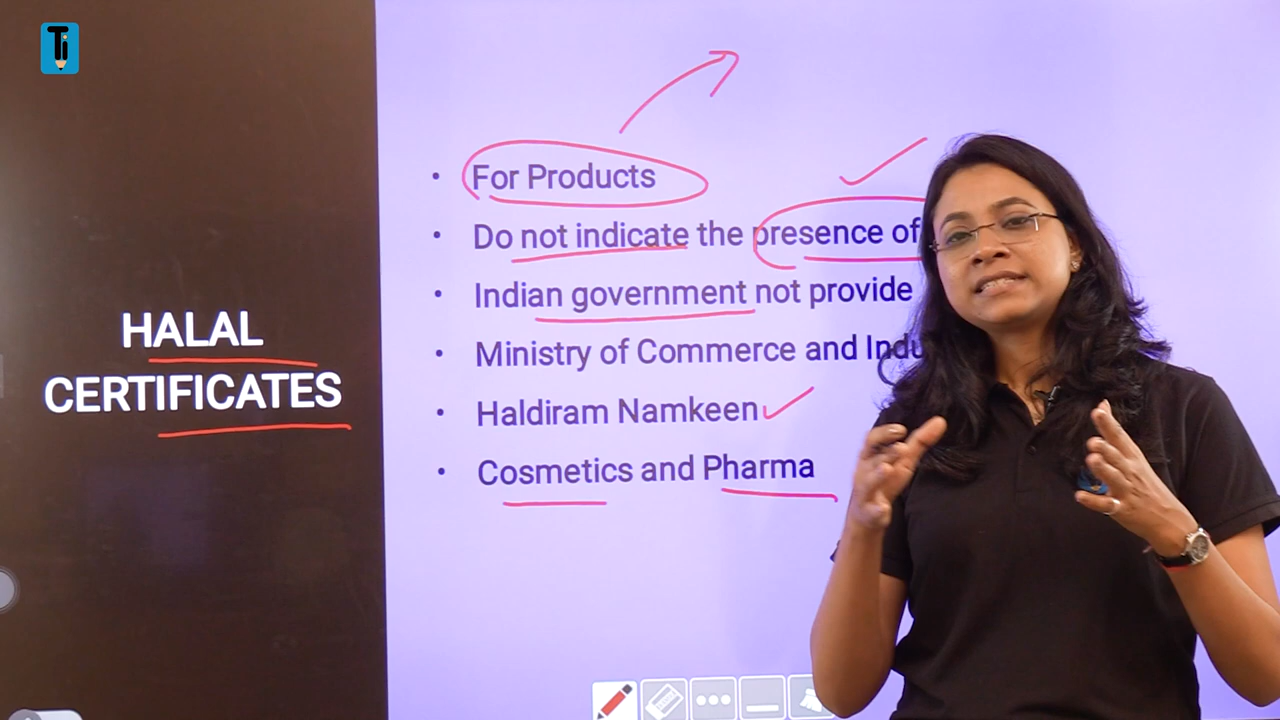 Ti
HALAL
CERTIFICATES
For Products
Do not indicate the presence of
Indian government not provide
Ministry of Commerce and
Haldiram Namkeen
Cosmetics and Pharma